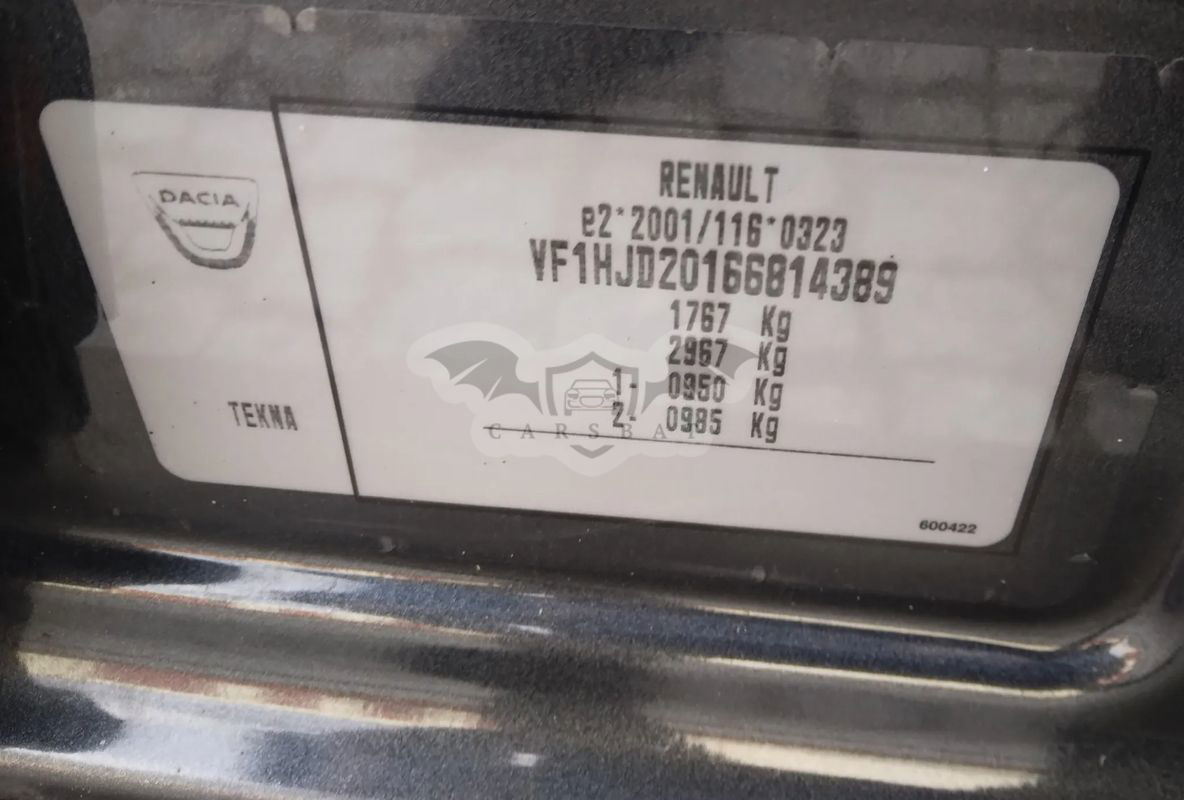 DACIA
TEKNA
RENAULT
e2*2001/116*0323
VF1HJD20166814389
1767 Kg
2967 Kg
1- 0950 Kg
2- 0985 Kg
CARSBAT
600422